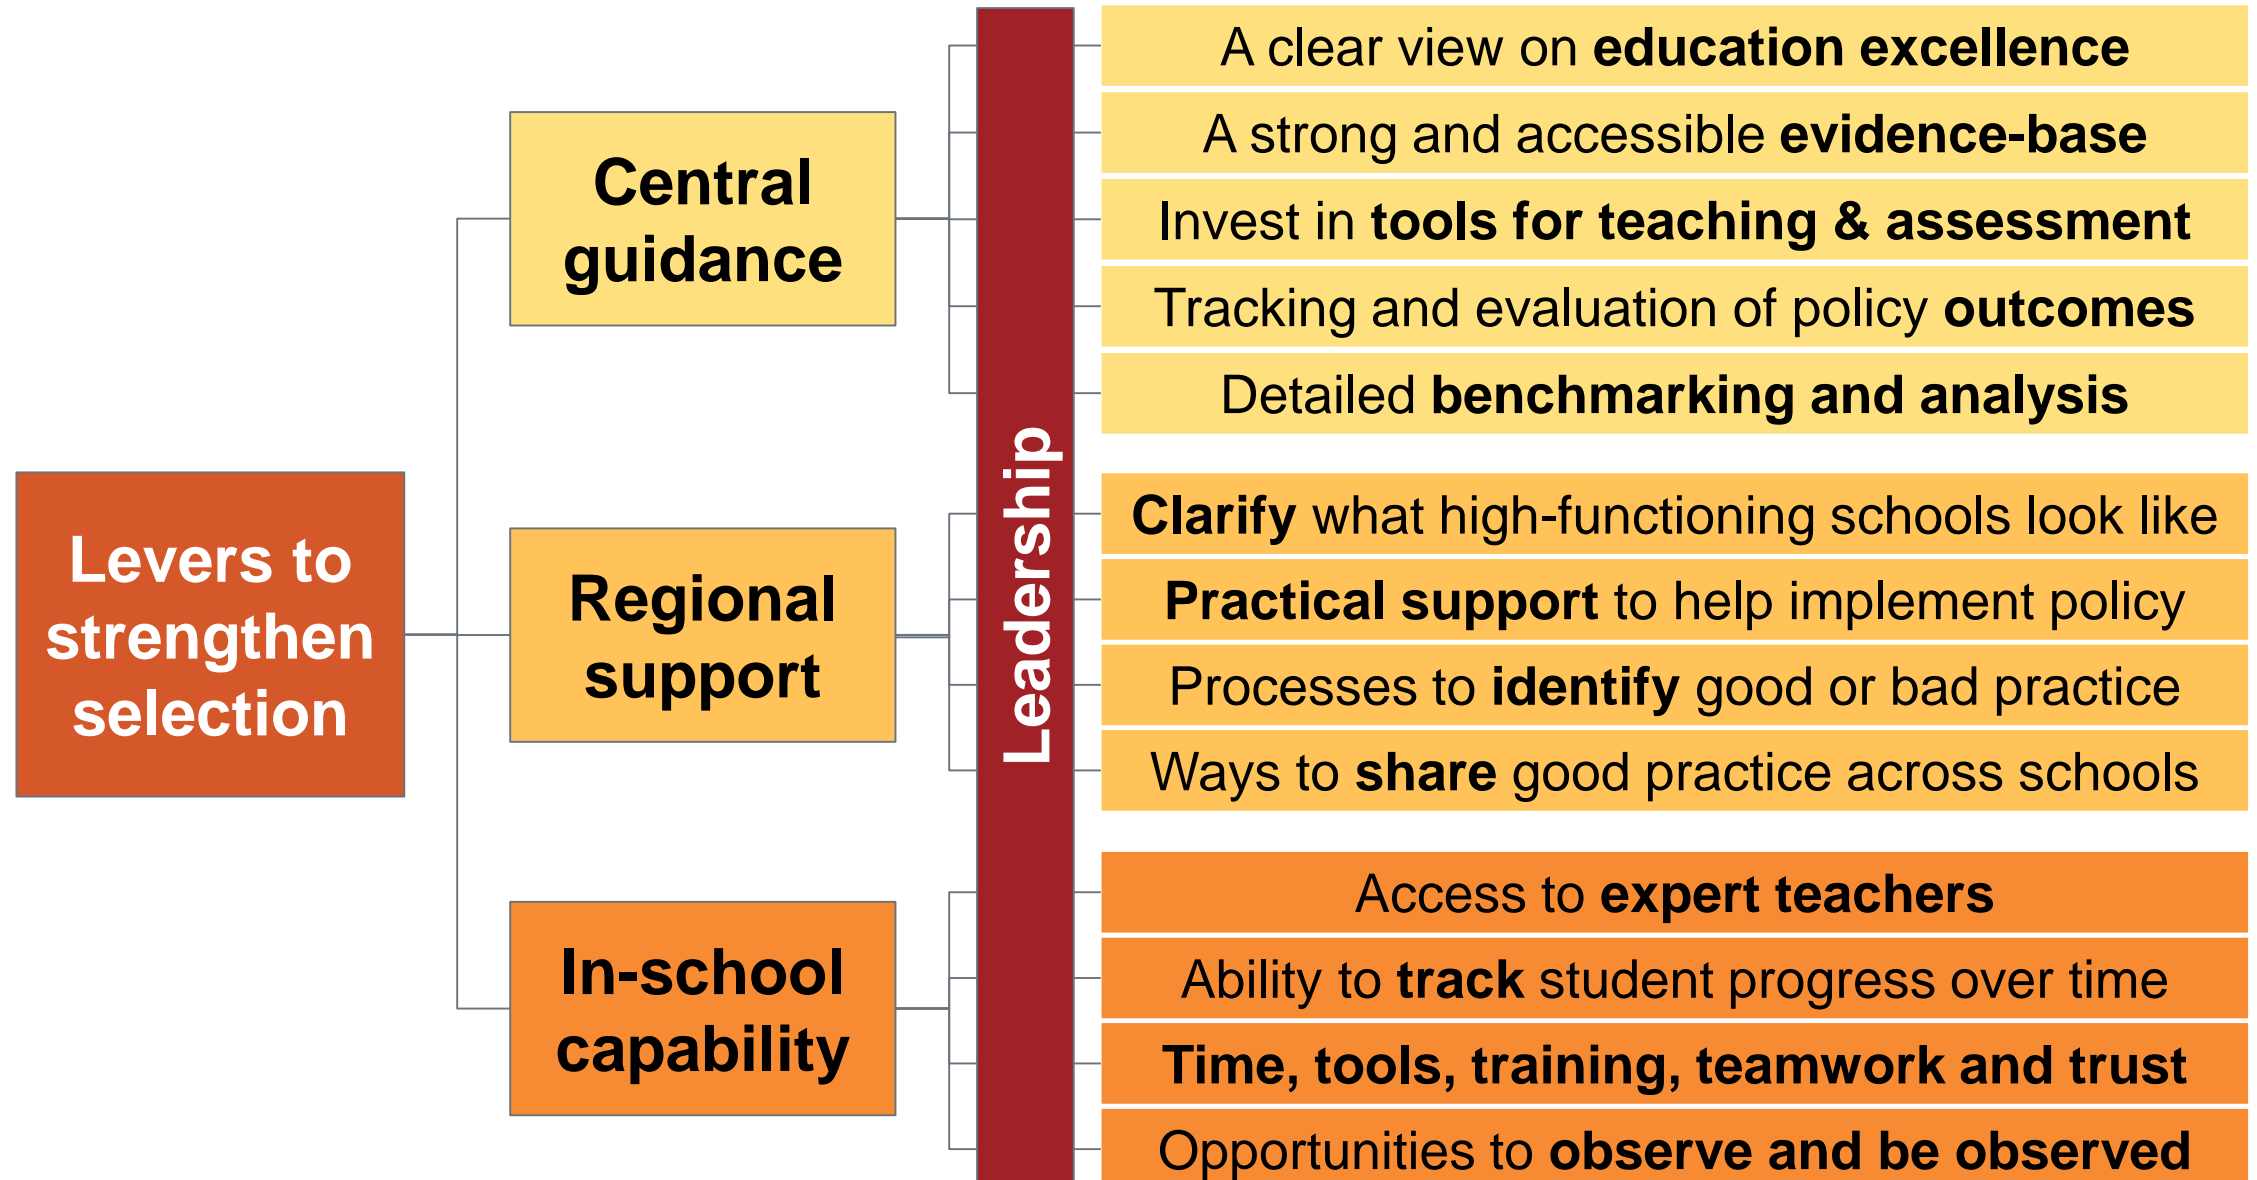 Levers to
strengthen
selection
Central
guidance
Regional
support
In-school
capability
Leadership
A clear view on education excellence
A strong and accessible evidence-base
Invest in tools for teaching & assessment
Tracking and evaluation of policy outcomes
Detailed benchmarking and analysis
Clarify what high-functioning schools look like
Practical support to help implement policy
Processes to identify good or bad practice
Ways to share good practice across schools
Access to expert teachers
Ability to track student progress over time
Time, tools, training, teamwork and trust
Opportunities to observe and be observed